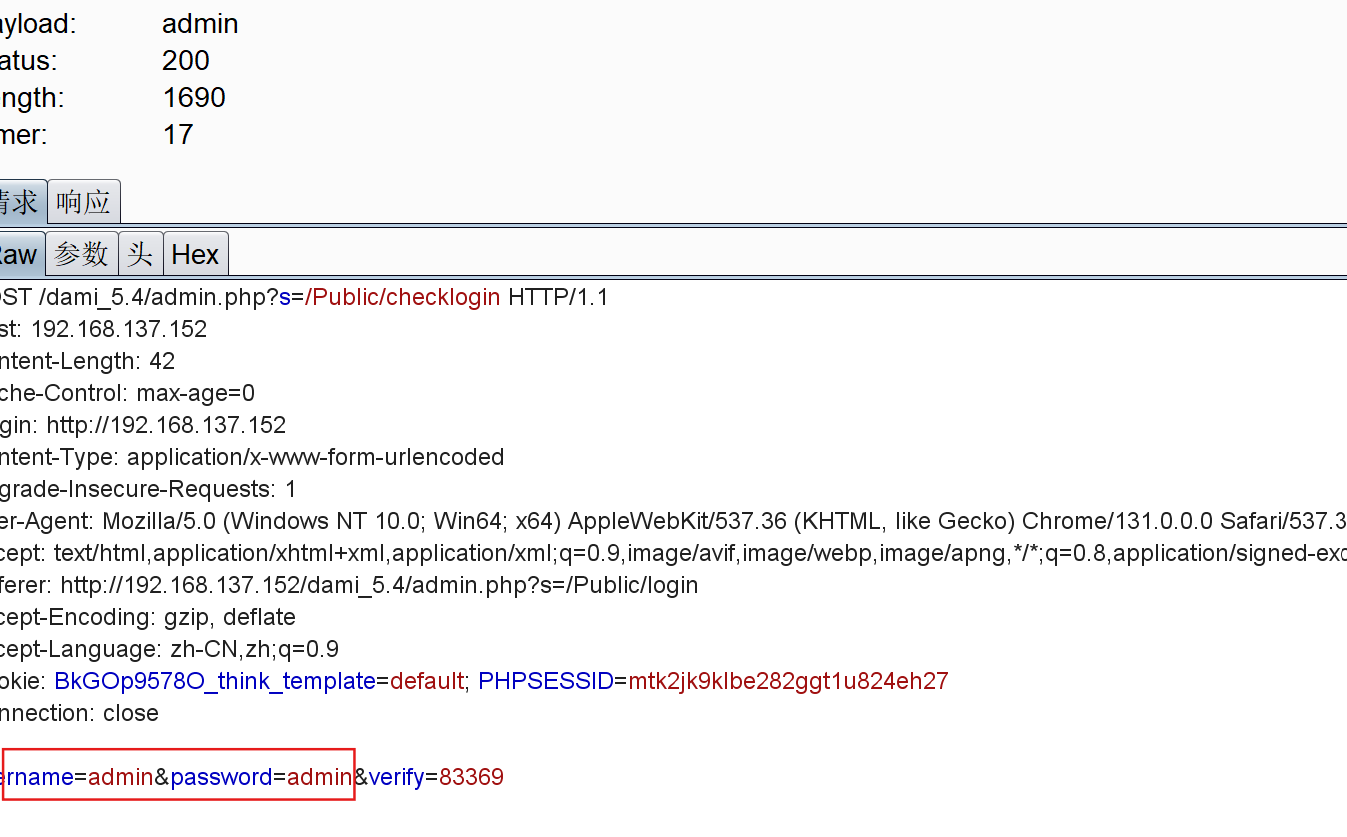 ayload: admin
atus: 200
ngth: 1690
mer: 17
请求 响应
Raw 参数 头 Hex
OST /dami_5.4/admin.php?s=/Public/checklogin HTTP/1.1
st: 192.168.137.152
ntent-Length: 42
che-Control: max-age=0
gin: http://192.168.137.152
ntent-Type: application/x-www-form-urlencoded
grade-Insecure-Requests: 1
er-Agent: Mozilla/5.0 (Windows NT 10.0; Win64; x64) AppleWebKit/537.36 (KHTML, like Gecko) Chrome/131.0.0.0 Safari/537.3
cept: text/html,application/xhtml+xml,application/xml;q=0.9,image/avif,image/webp,image/apng,*/*;q=0.8,application/signed-exc
ferer: http://192.168.137.152/dami_5.4/admin.php?s=/Public/login
cept-Encoding: gzip, deflate
cept-Language: zh-CN,zh;q=0.9
okie: BkGOp9578O_think_template=default; PHPSESSID=mtk2jk9klbe282ggt1u824eh27
nnection: close
ername=admin&password=admin&verify=83369